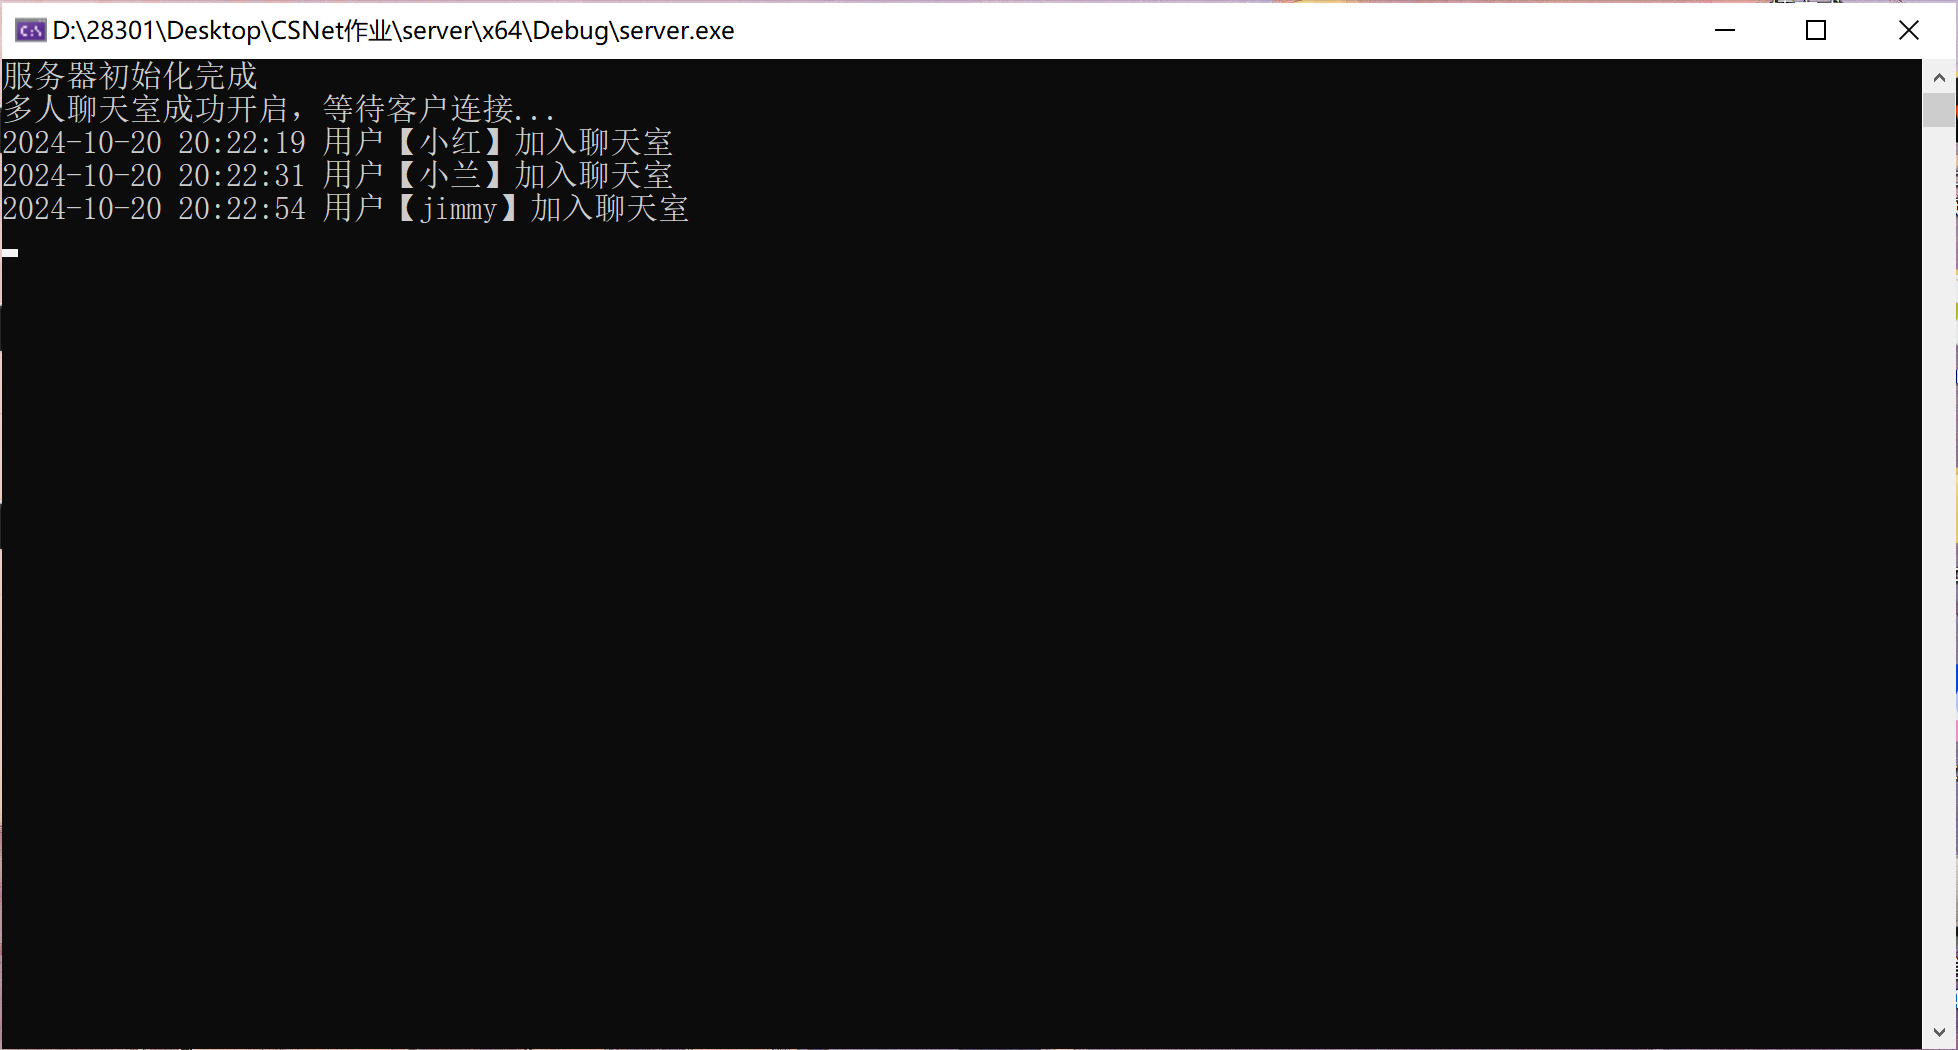 D:\28301\Desktop\CSNet作业\server\x64\Debug\server.exe
服务器初始化完成
多人聊天室成功开启，等待客户连接...
2024-10-20 20:22:19 用户【小红】加入聊天室
2024-10-20 20:22:31 用户【小兰】加入聊天室
2024-10-20 20:22:54 用户【jimmy】加入聊天室